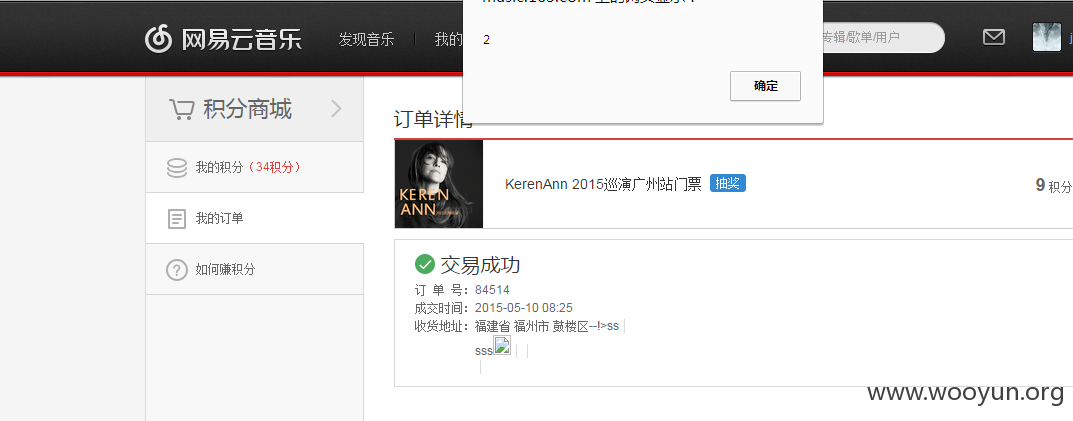 网易云音乐 发现音乐 我的 专辑/歌单/用户
2
确定
积分商城
我的积分（34积分）
我的订单
如何赚积分
订单详情
KEREN
ANN
KerenAnn 2015巡演广州站门票 抽奖 9 积分
交易成功
订 单 号：84514
成交时间：2015-05-10 08:25
收货地址：福建省 福州市 鼓楼区--!>ss
sss
www.wooyun.org